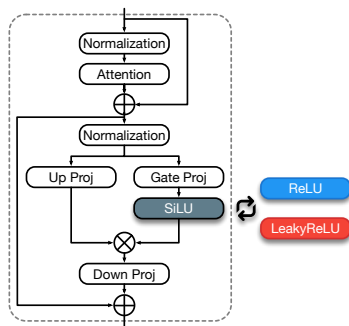 Normalization
Attention
Normalization
Up Proj
Gate Proj
SiLU
ReLU
LeakyReLU
Down Proj